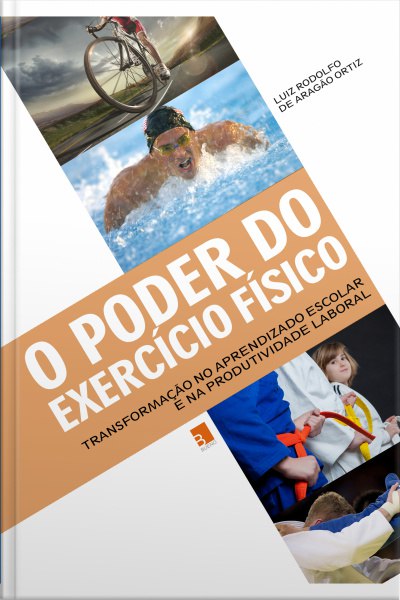 LUIZ RODOLFO
DE ARAGÃO ORTIZ
O PODER DO
EXERCÍCIO FÍSICO
TRANSFORMAÇÃO NO APRENDIZADO ESCOLAR
E NA PRODUTIVIDADE LABORAL
B